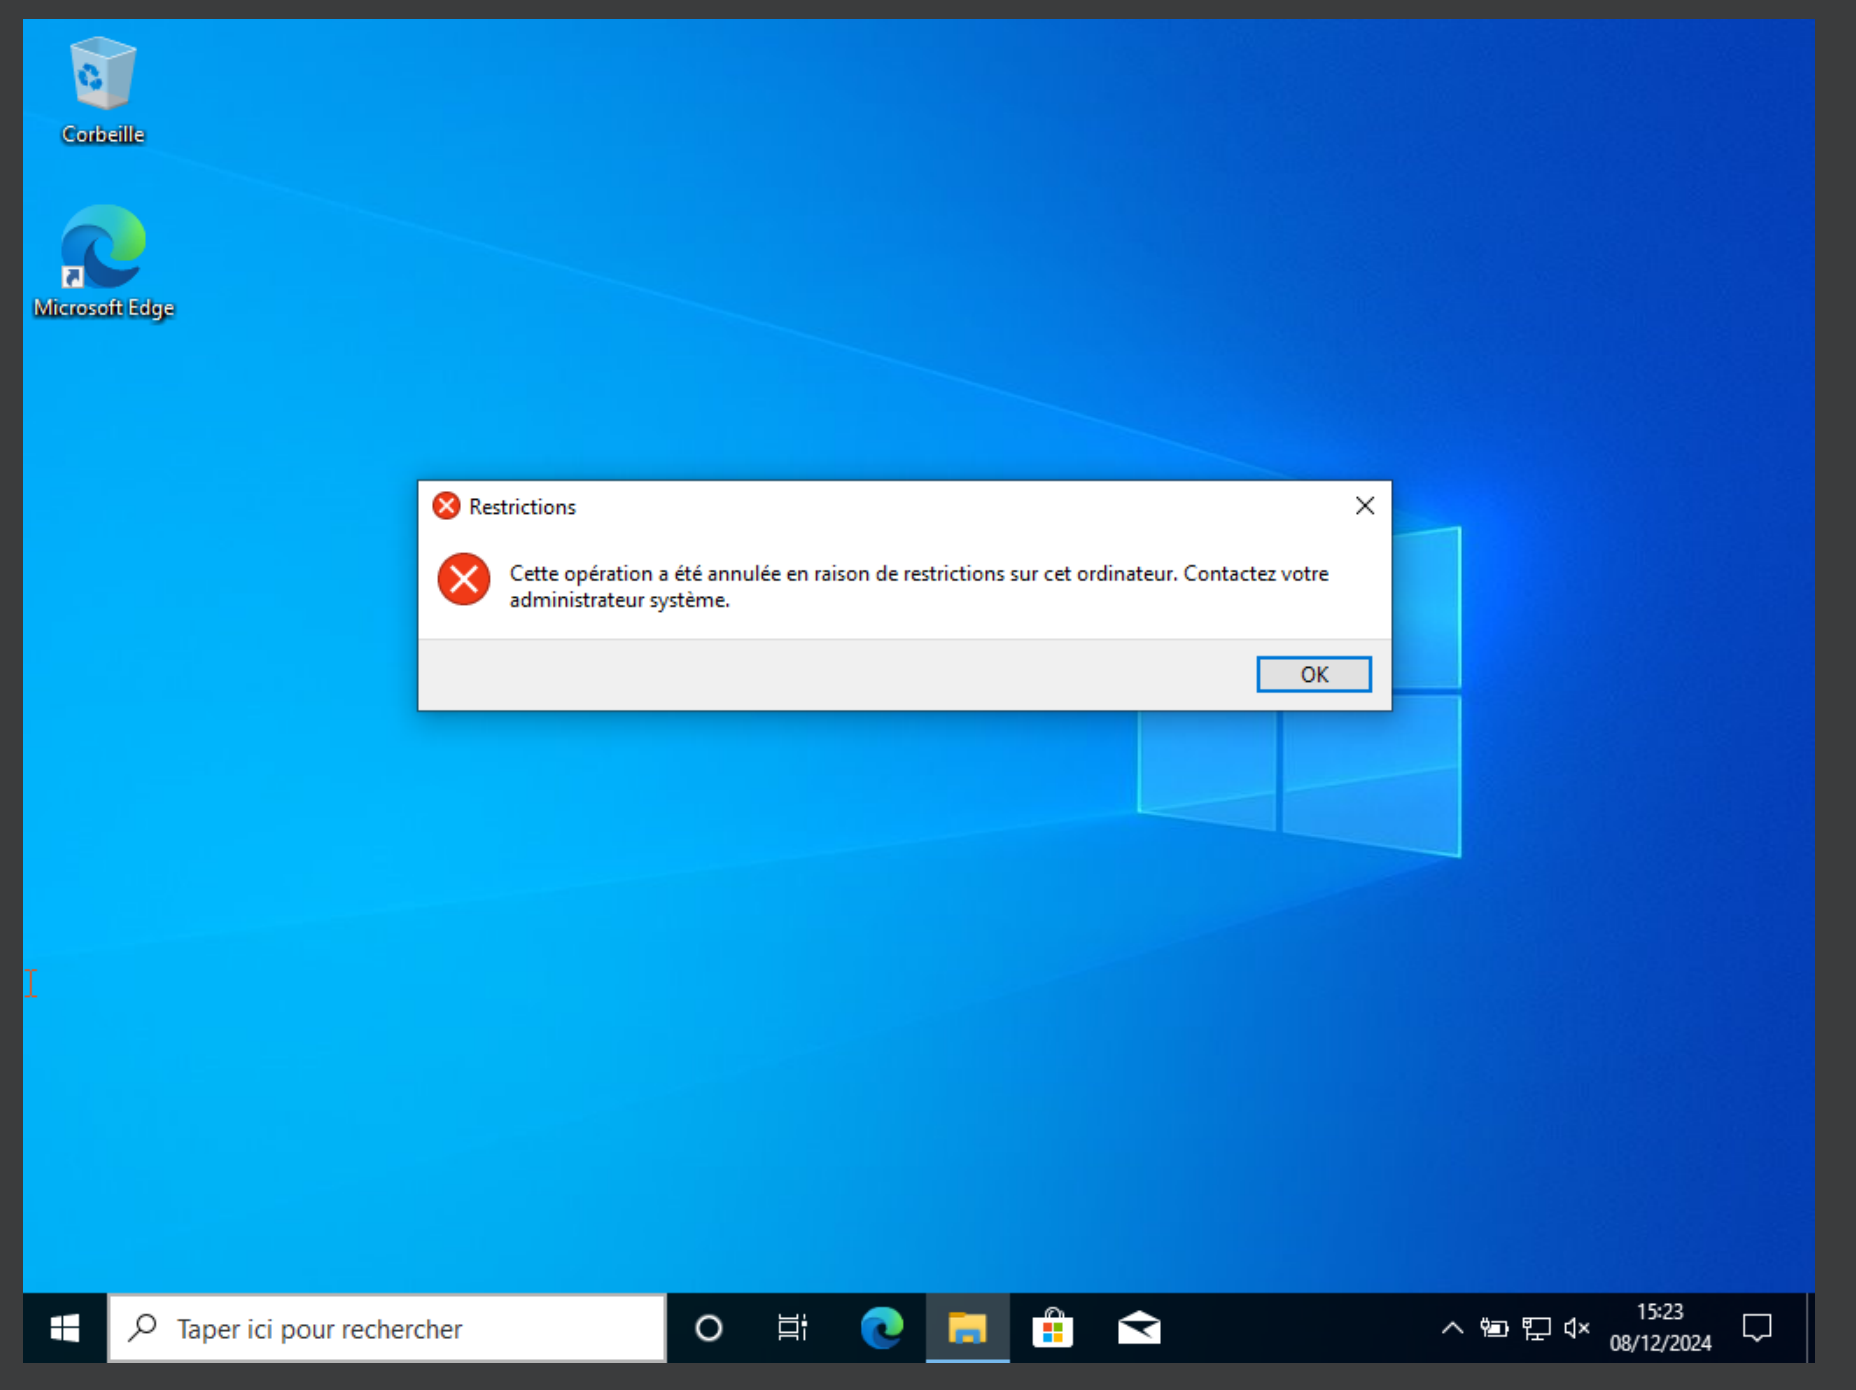 Corbeille
Microsoft Edge
Restrictions
Cette opération a été annulée en raison de restrictions sur cet ordinateur. Contactez votre
administrateur système.
OK
Taper ici pour rechercher
15:23
08/12/2024